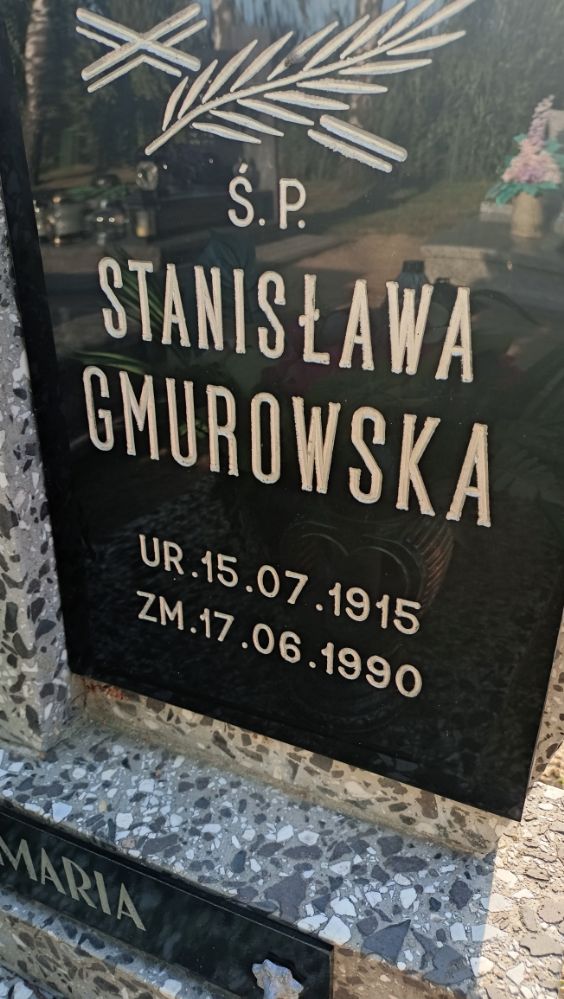 Ś.P.
STANISŁAWA
GMUROWSKA
UR.15.07.1915
ZM.17.06.1990
MARIA